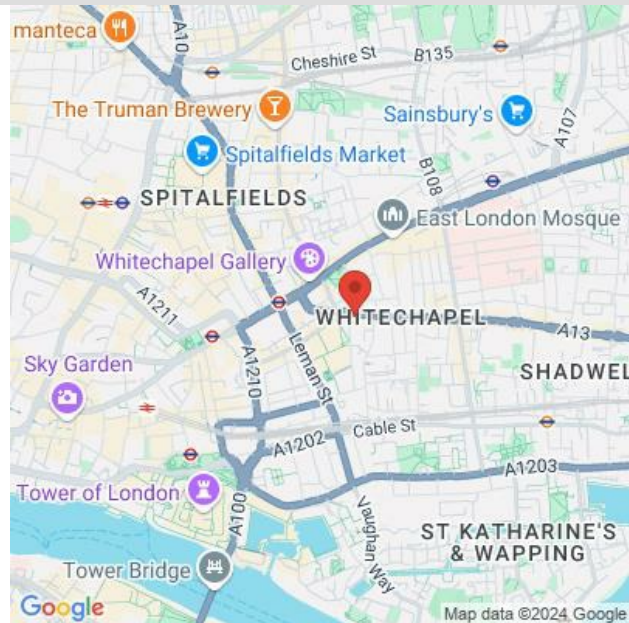 manteca
A10
Cheshire St
B135
The Truman Brewery
Sainsbury's
A107
Spitalfields Market
B108
SPITALFIELDS
East London Mosque
Whitechapel Gallery
A1211
WHITECHAPEL
A13
Sky Garden
A1210
Leman St
SHADWEL
A1202
Cable St
A1203
Tower of London
A100
Vaughan Way
ST KATHARINE'S
& WAPPING
Tower Bridge
Google
Map data ©2024 Google